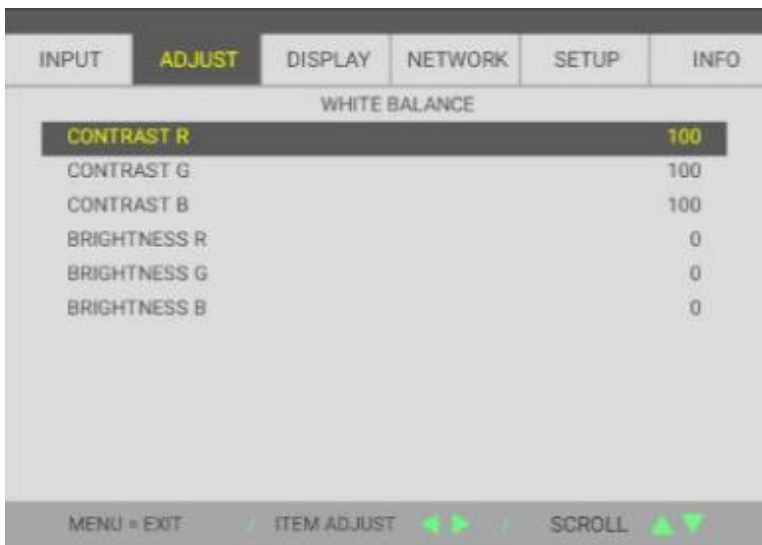 INPUT ADJUST DISPLAY NETWORK SETUP INFO
WHITE BALANCE
CONTRAST R 100
CONTRAST G 100
CONTRAST B 100
BRIGHTNESS R 0
BRIGHTNESS G 0
BRIGHTNESS B 0
MENU = EXIT / ITEM ADJUST ◀ ▶ / SCROLL ▲ ▼